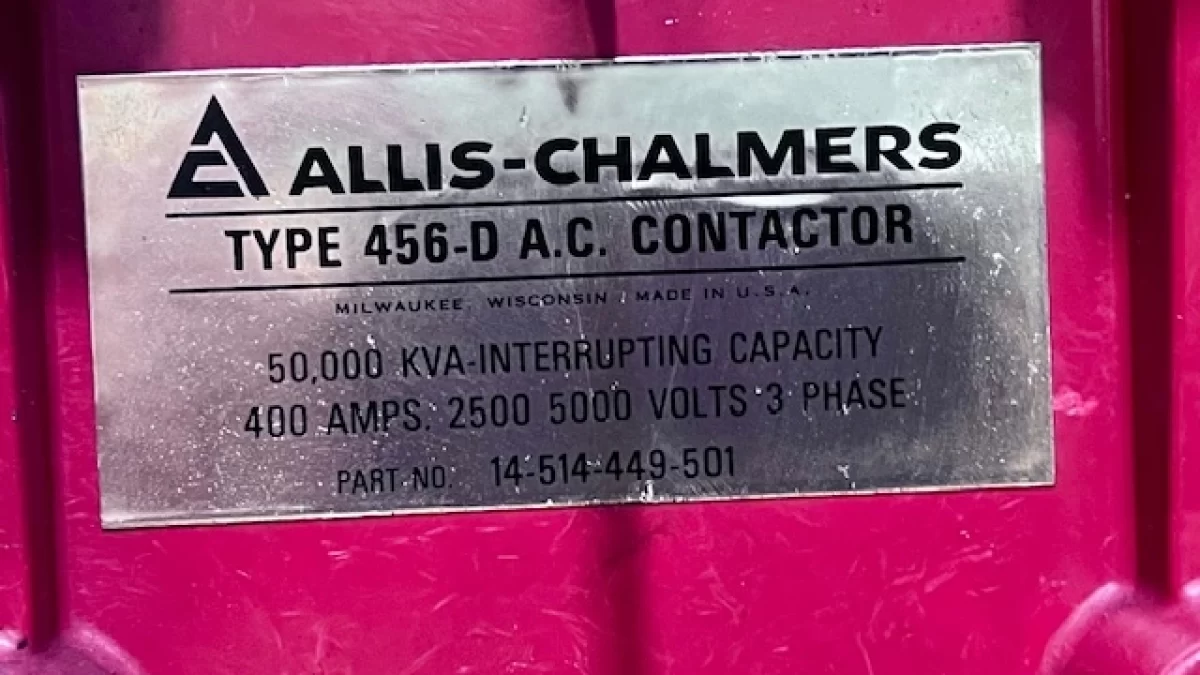 ALLIS-CHALMERS
TYPE 456-D A.C. CONTACTOR
MILWAUKEE, WISCONSIN . MADE IN U.S.A.
50,000 KVA-INTERRUPTING CAPACITY
400 AMPS. 2500 5000 VOLTS 3 PHASE
PART NO. 14-514-449-501